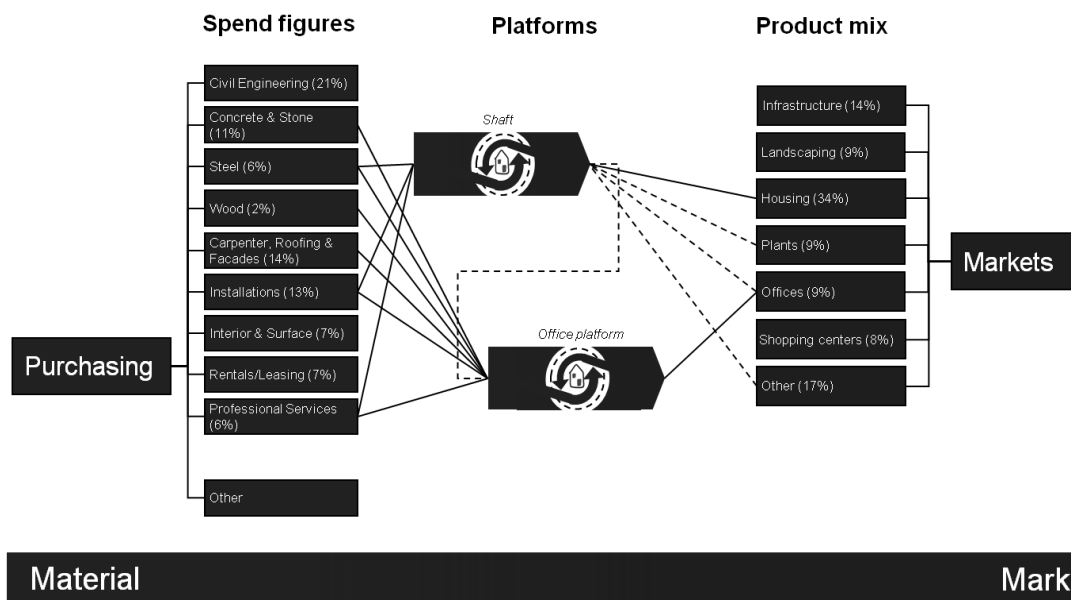 Spend figures
Platforms
Product mix
Civil Engineering (21%)
Concrete & Stone
(11%)
Steel (6%)
Wood (2%)
Carpenter, Roofing &
Facades (14%)
Installations (13%)
Interior & Surface (7%)
Rentals/Leasing (7%)
Professional Services
(6%)
Other
Purchasing
Shaft
Office platform
Infrastructure (14%)
Landscaping (9%)
Housing (34%)
Plants (9%)
Offices (9%)
Shopping centers (8%)
Other (17%)
Markets
Material
Mark